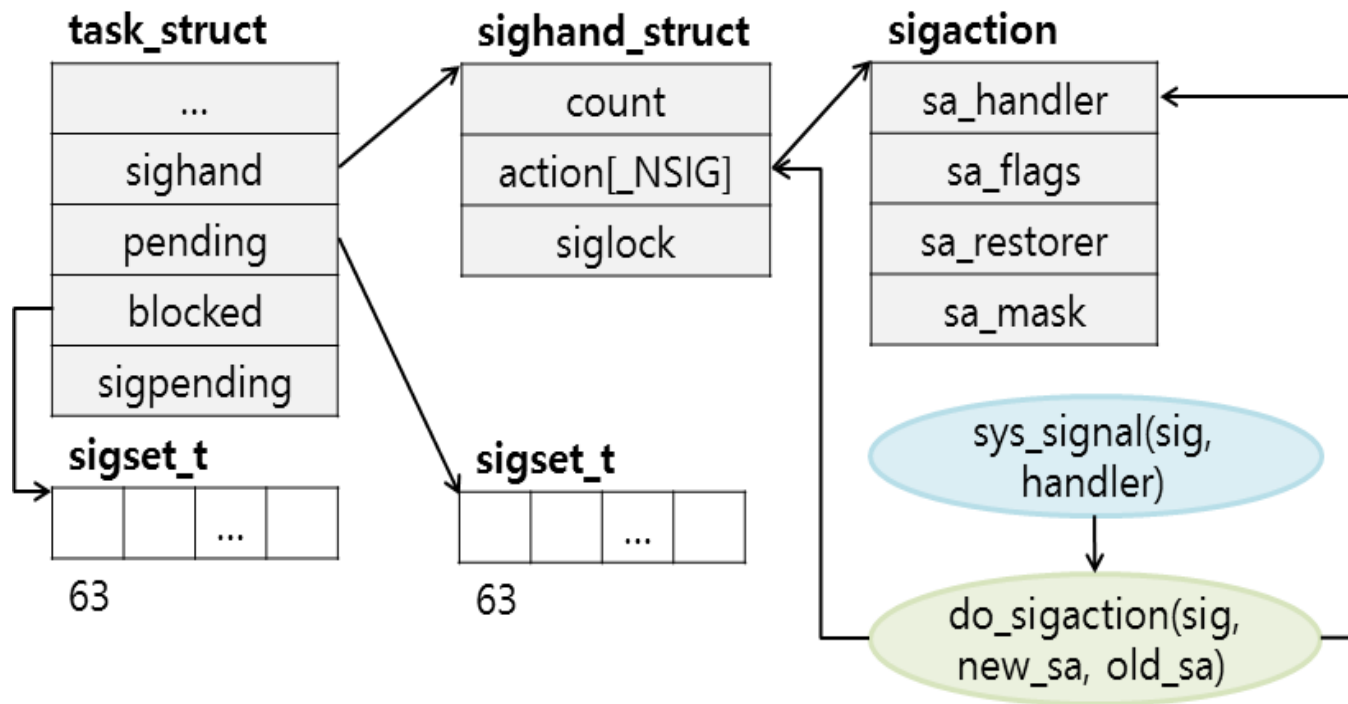 task_struct
...
sighand
pending
blocked
sigpending
sighand_struct
count
action[_NSIG]
siglock
sigaction
sa_handler
sa_flags
sa_restorer
sa_mask
sigset_t
...
63
sigset_t
...
63
sys_signal(sig,
handler)
do_sigaction(sig,
new_sa, old_sa)